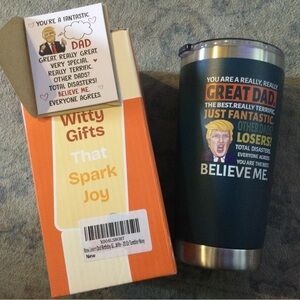 YOU'RE A FANTASTIC
DAD
GREAT, REALLY GREAT
VERY SPECIAL.
REALLY TERRIFIC.
OTHER DADS?
TOTAL DISASTERS!
BELIEVE ME.
EVERYONE AGREES.
Witty
Gifts
That
Spark
Joy
New
YOU ARE A REALLY, REALLY
GREAT DAD.
THE BEST. REALLY TERRIFIC.
JUST FANTASTIC.
OTHER DADS?
LOSERS!
TOTAL DISASTERS.
EVERYONE AGREES.
YOU ARE THE BEST.
BELIEVE ME.